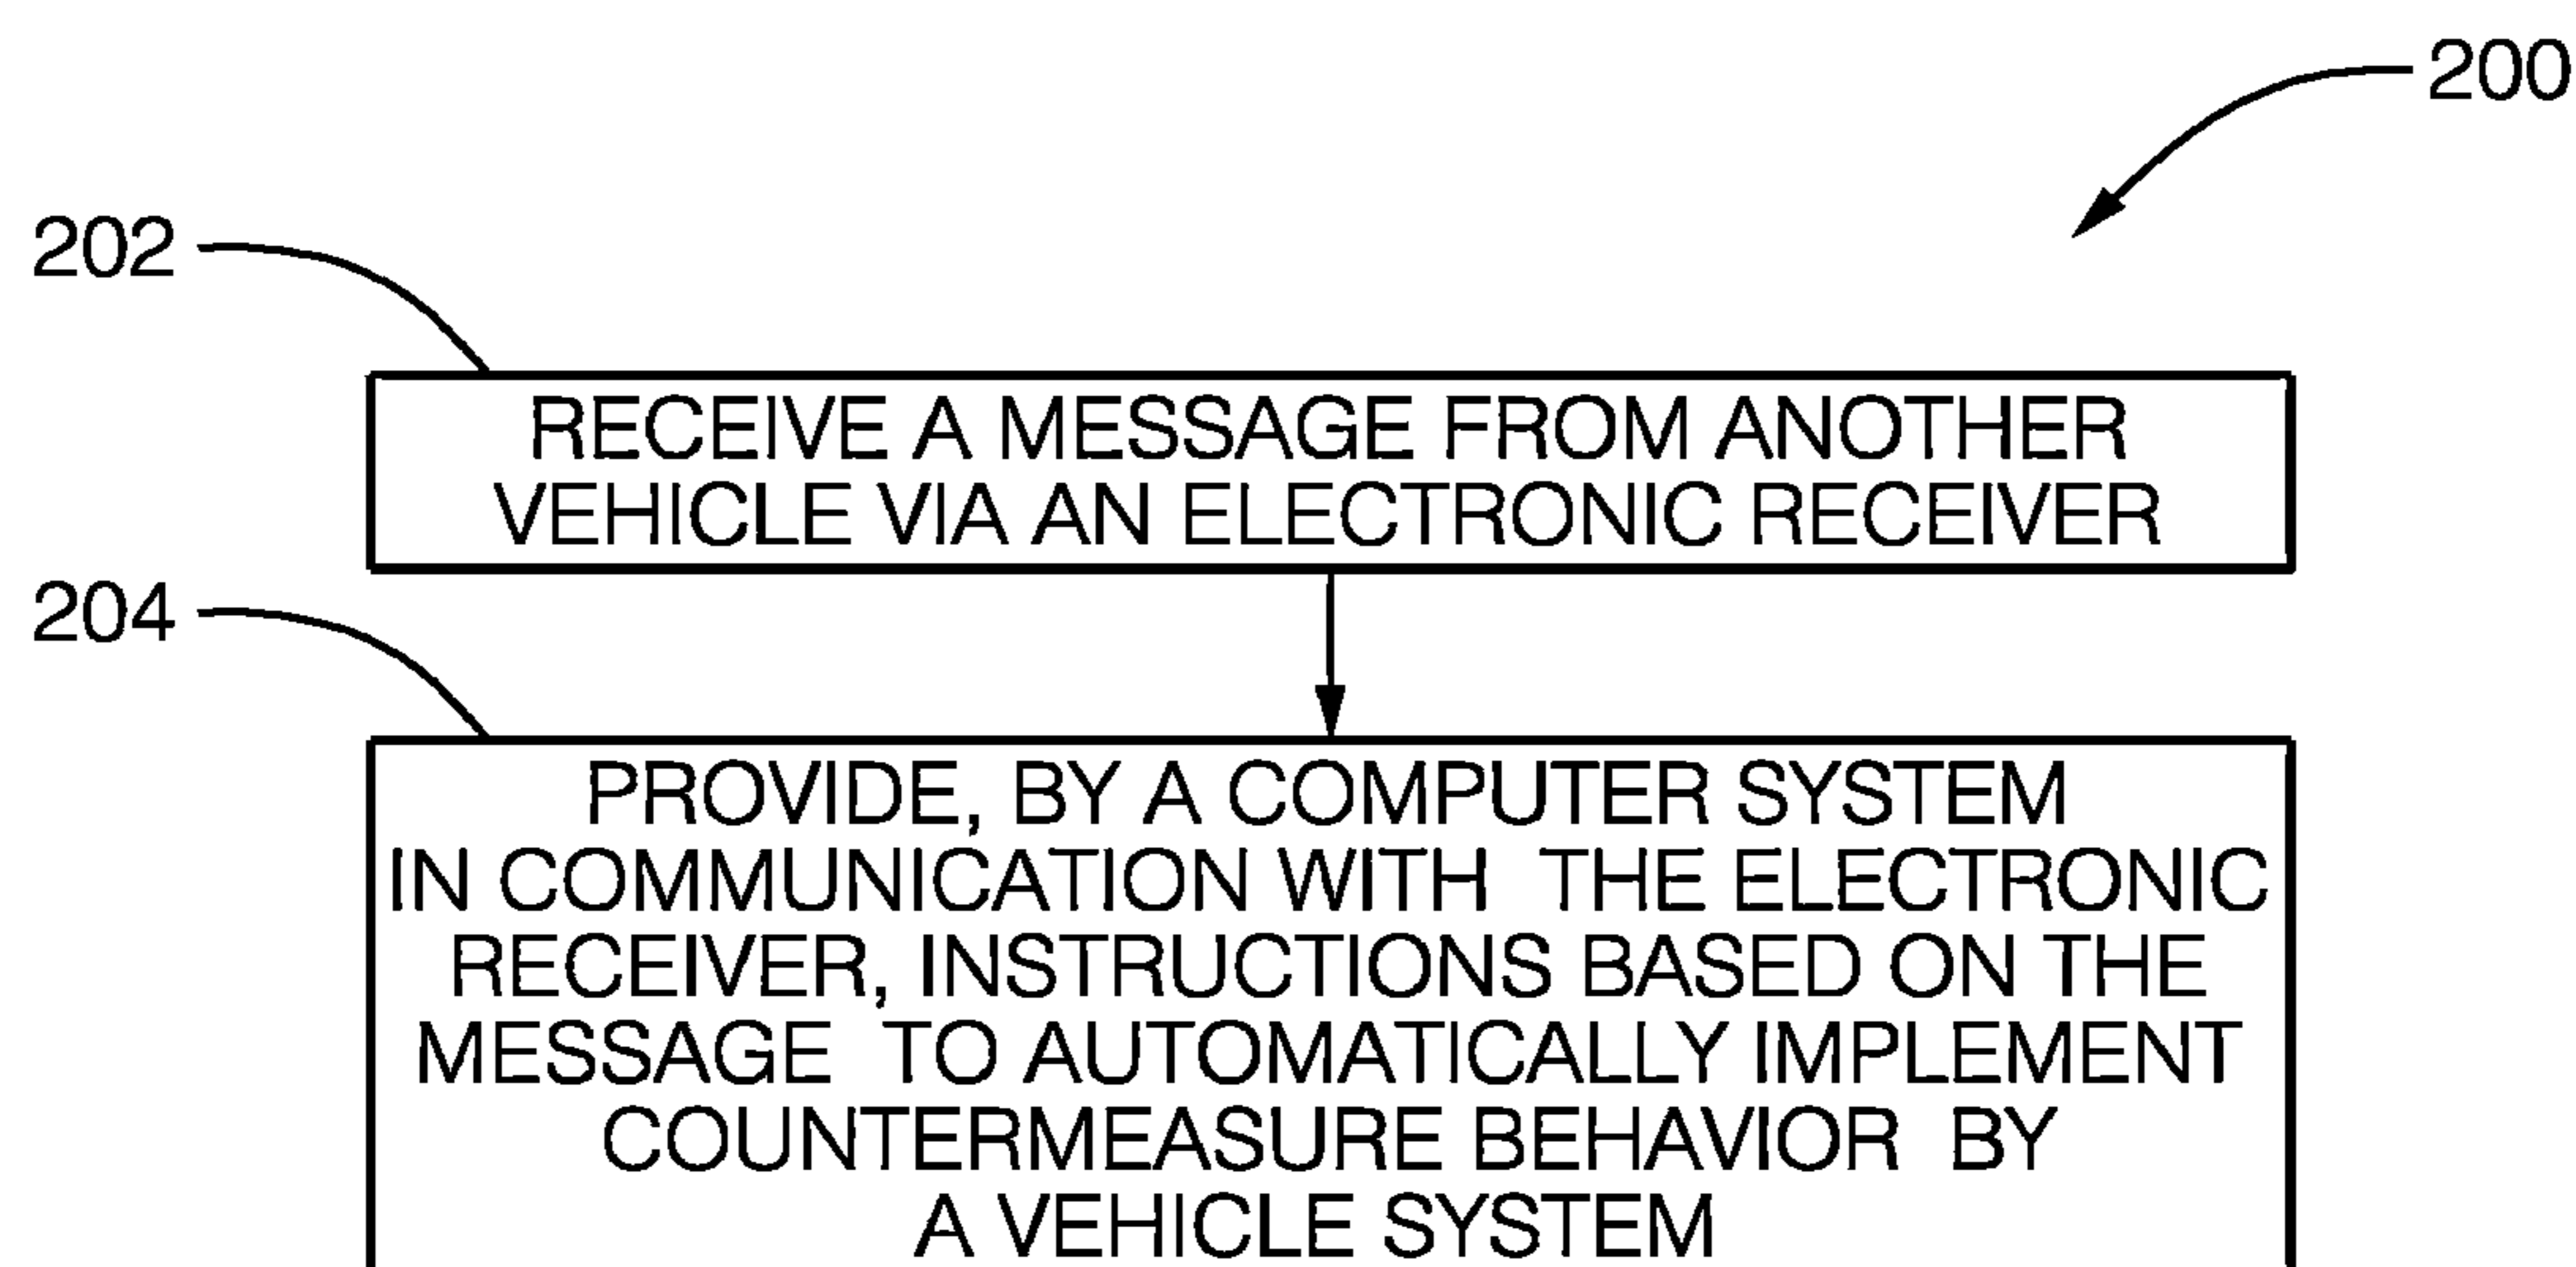 200
202
RECEIVE A MESSAGE FROM ANOTHER
VEHICLE VIA AN ELECTRONIC RECEIVER
204
PROVIDE, BY A COMPUTER SYSTEM
IN COMMUNICATION WITH THE ELECTRONIC
RECEIVER, INSTRUCTIONS BASED ON THE
MESSAGE TO AUTOMATICALLY IMPLEMENT
COUNTERMEASURE BEHAVIOR BY
A VEHICLE SYSTEM